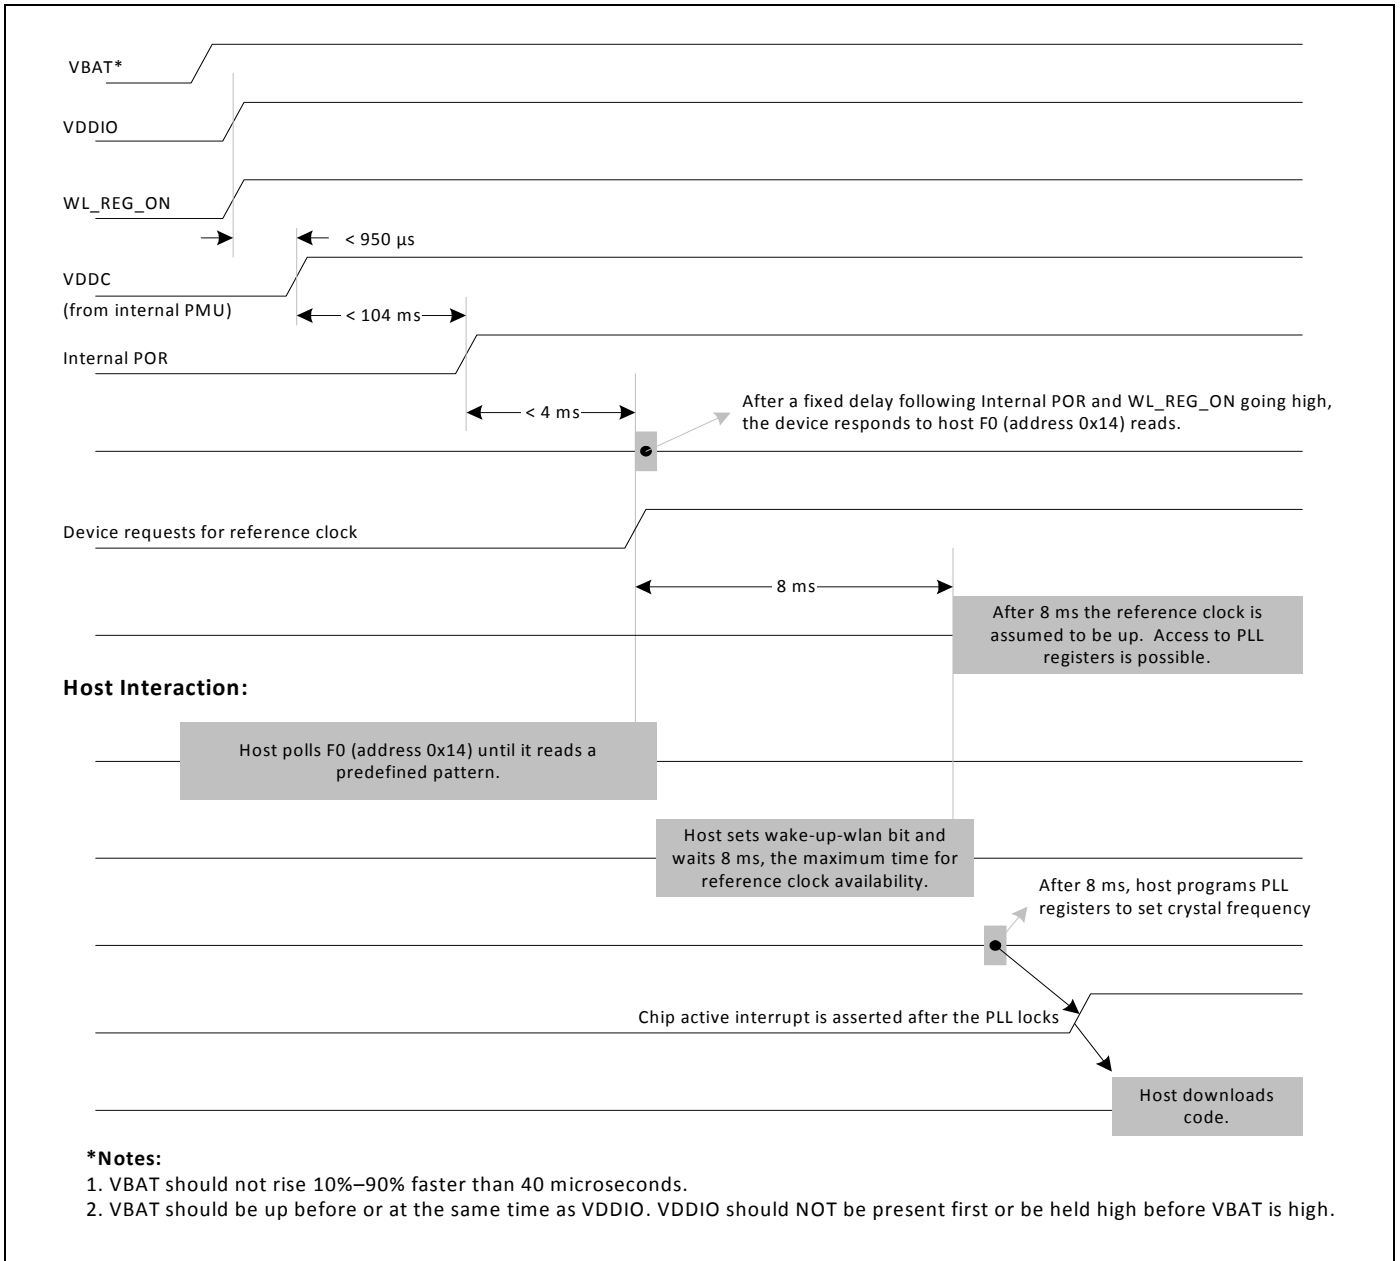 VBAT*
VDDIO
WL_REG_ON
< 950 µs
VDDC
(from internal PMU)
< 104 ms
Internal POR
< 4 ms
After a fixed delay following Internal POR and WL_REG_ON going high,
the device responds to host F0 (address 0x14) reads.
Device requests for reference clock
8 ms
After 8 ms the reference clock is
assumed to be up.  Access to PLL
registers is possible.
Host Interaction:
Host polls F0 (address 0x14) until it reads a
predefined pattern.
Host sets wake-up-wlan bit and
waits 8 ms, the maximum time for
reference clock availability.
After 8 ms, host programs PLL
registers to set crystal frequency
Chip active interrupt is asserted after the PLL locks
Host downloads
code.
*Notes:
1. VBAT should not rise 10%–90% faster than 40 microseconds.
2. VBAT should be up before or at the same time as VDDIO. VDDIO should NOT be present first or be held high before VBAT is high.